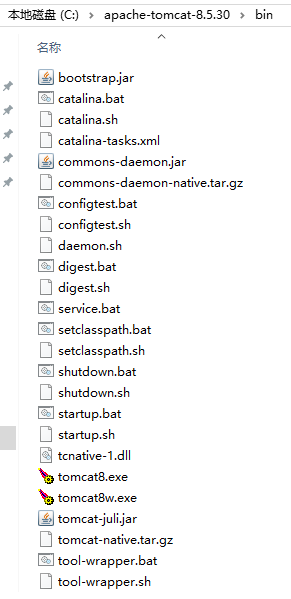 本地磁盘 (C:) › apache-tomcat-8.5.30 › bin
名称
bootstrap.jar
catalina.bat
catalina.sh
catalina-tasks.xml
commons-daemon.jar
commons-daemon-native.tar.gz
configtest.bat
configtest.sh
daemon.sh
digest.bat
digest.sh
service.bat
setclasspath.bat
setclasspath.sh
shutdown.bat
shutdown.sh
startup.bat
startup.sh
tcnative-1.dll
tomcat8.exe
tomcat8w.exe
tomcat-juli.jar
tomcat-native.tar.gz
tool-wrapper.bat
tool-wrapper.sh